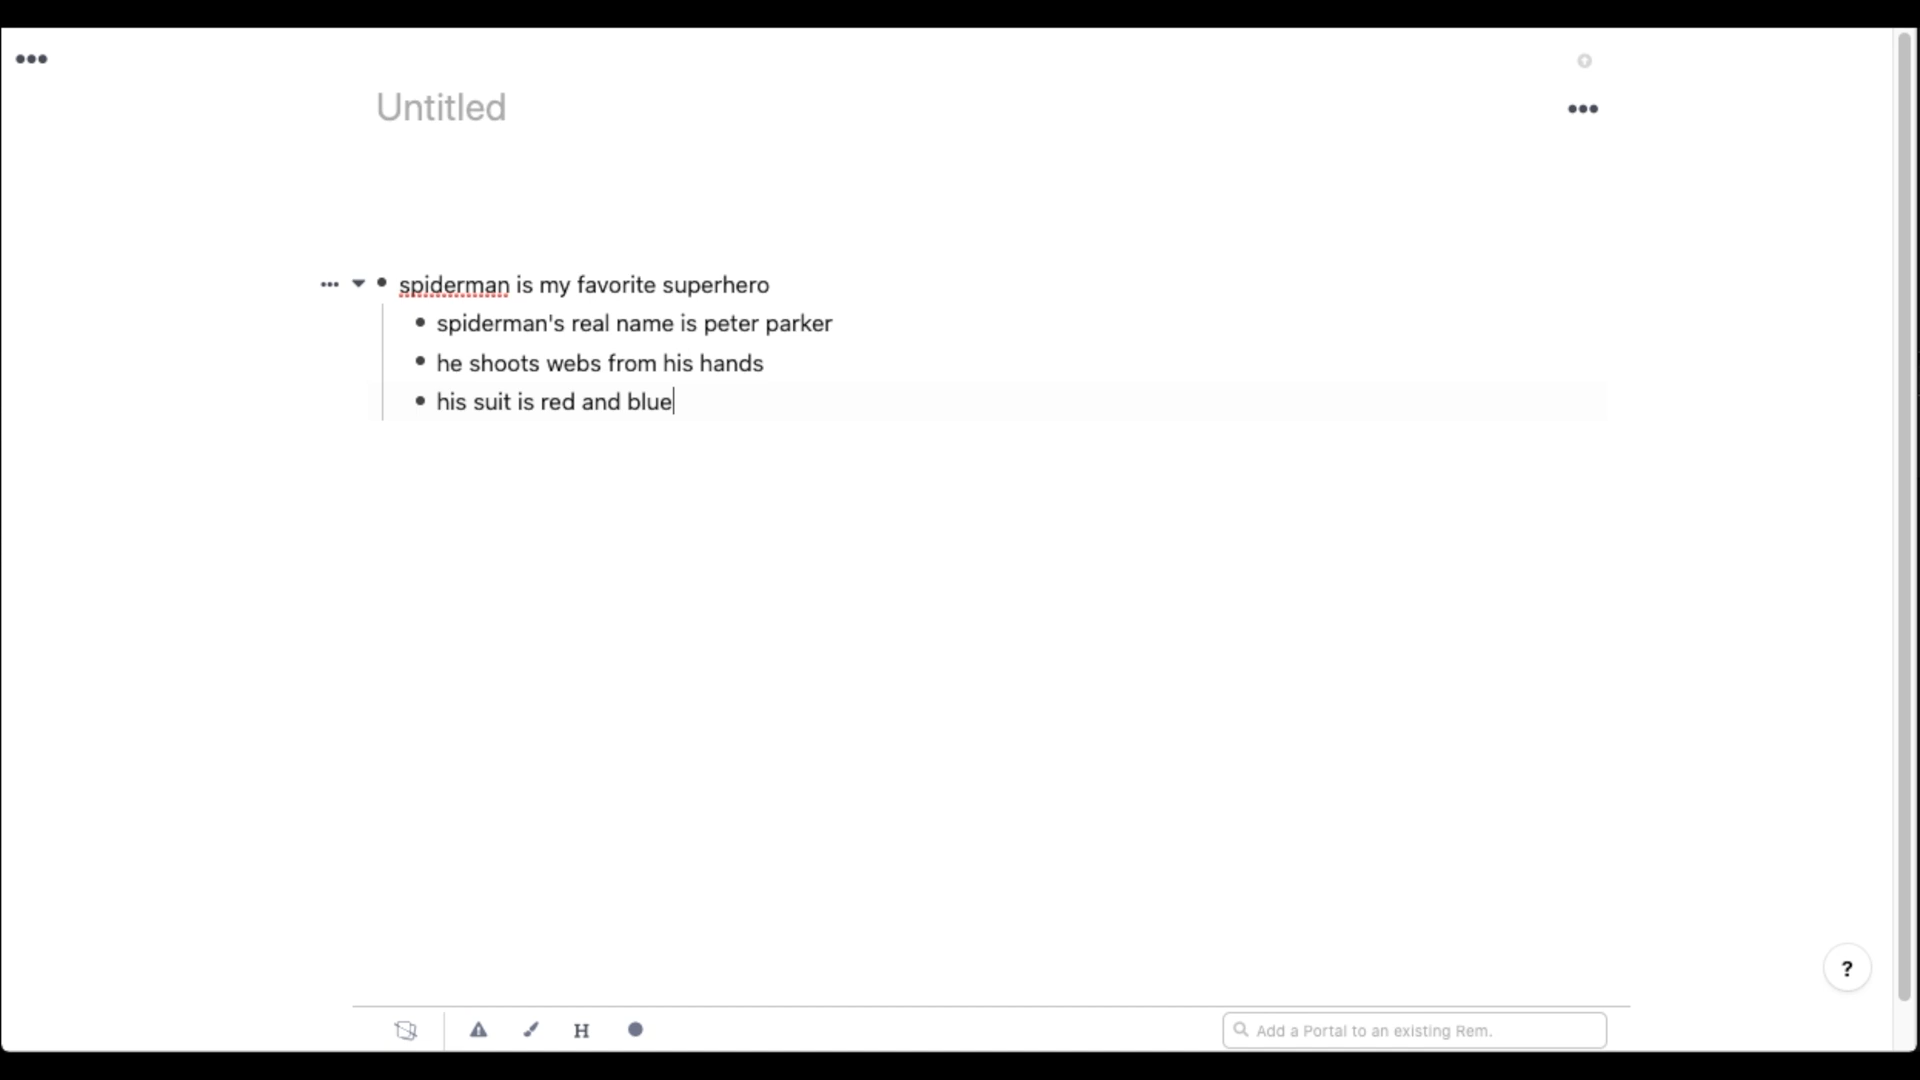 Untitled
spiderman is my favorite superhero
spiderman's real name is peter parker
he shoots webs from his hands
his suit is red and blue
?
H
Add a Portal to an existing Rem.